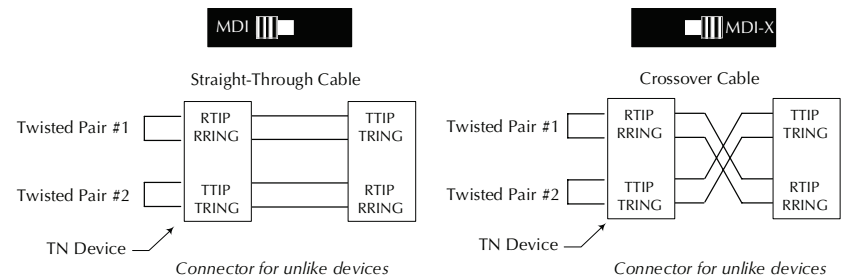 MDI
Straight-Through Cable
Twisted Pair #1
RTIP
RRING
TTIP
TRING
Twisted Pair #2
TTIP
TRING
RTIP
RRING
TN Device
Connector for unlike devices
MDI-X
Crossover Cable
Twisted Pair #1
RTIP
RRING
TTIP
TRING
Twisted Pair #2
TTIP
TRING
RTIP
RRING
TN Device
Connector for unlike devices